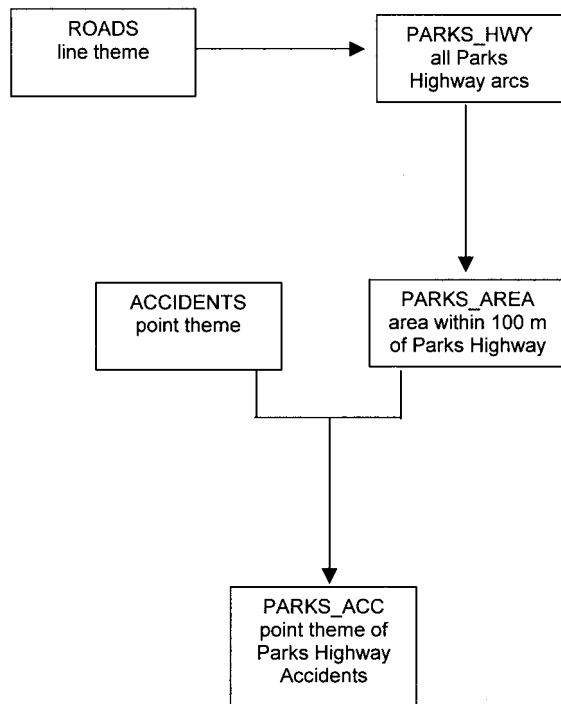 ROADS
line theme
PARKS_HWY
all Parks
Highway arcs
ACCIDENTS
point theme
PARKS_AREA
area within 100 m
of Parks Highway
PARKS_ACC
point theme of
Parks Highway
Accidents